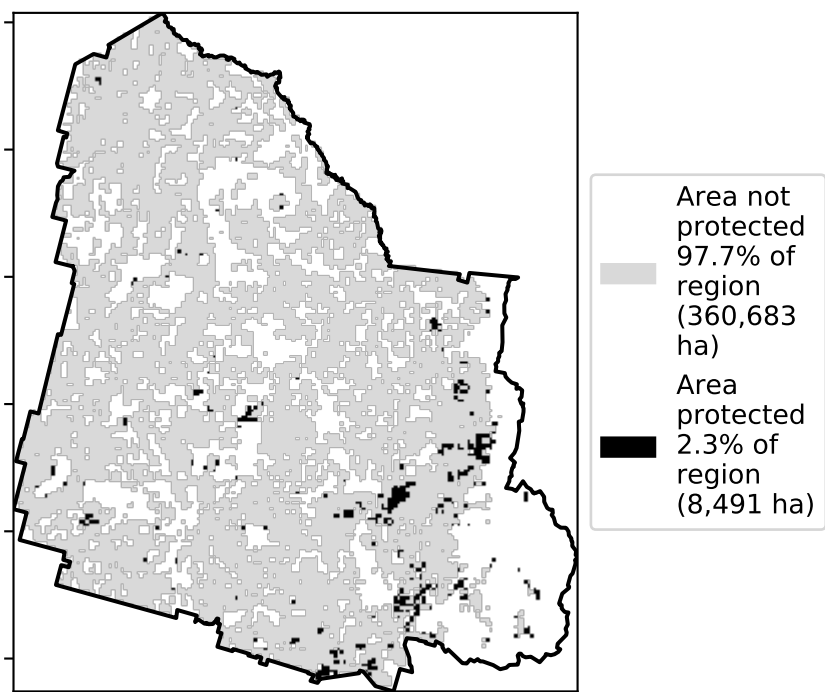 Area not
protected
97.7% of
region
(360,683
ha)
Area
protected
2.3% of
region
(8,491 ha)